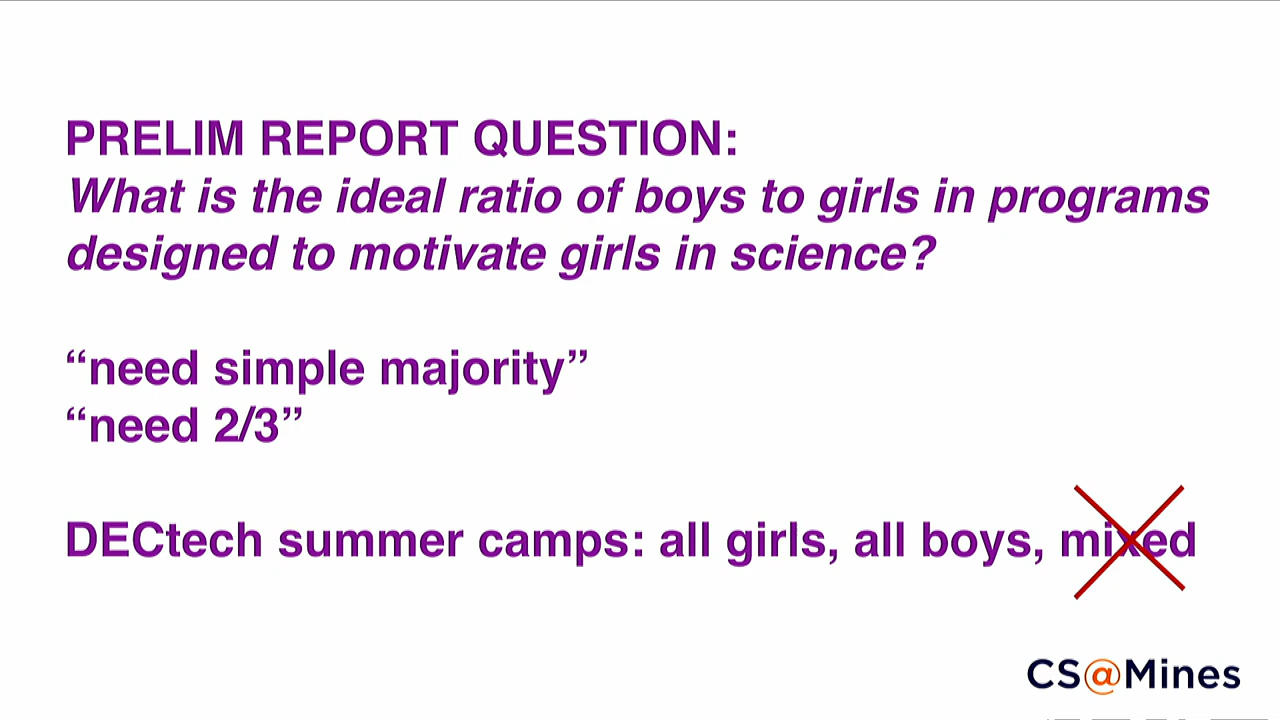 PRELIM REPORT QUESTION:
What is the ideal ratio of boys to girls in programs
designed to motivate girls in science?
“need simple majority”
“need 2/3”
DECtech summer camps: all girls, all boys, mixed
CS@Mines